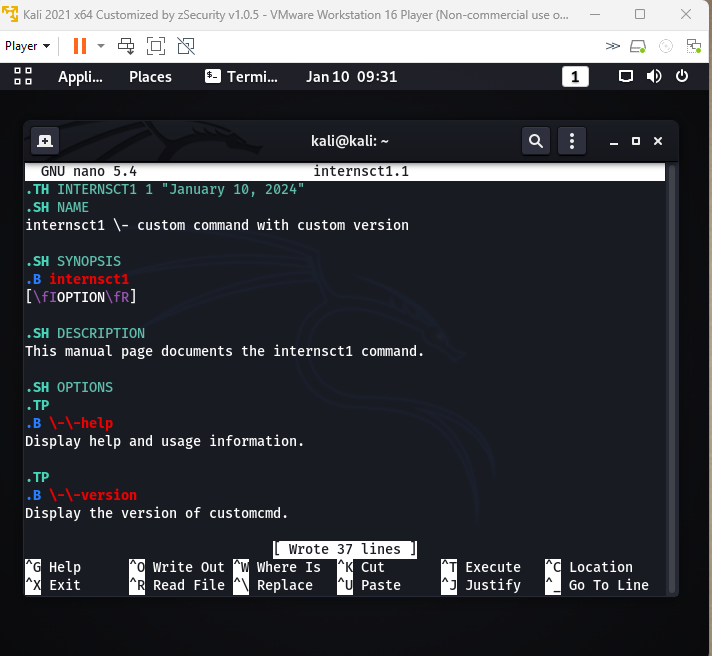 Kali 2021 x64 Customized by zSecurity v1.0.5 - VMware Workstation 16 Player (Non-commercial use o...
Player
Appli... Places Termi... Jan 10 09:31 1
kali@kali: ~
GNU nano 5.4 internsct1.1
.TH INTERNSCT1 1 "January 10, 2024"
.SH NAME
internsct1 \- custom command with custom version
.SH SYNOPSIS
.B internsct1
[\fIOPTION\fR]
.SH DESCRIPTION
This manual page documents the internsct1 command.
.SH OPTIONS
.TP
.B \-\-help
Display help and usage information.
.TP
.B \-\-version
Display the version of customcmd.
[ Wrote 37 lines ]
^G Help ^O Write Out ^W Where Is ^K Cut ^T Execute ^C Location
^X Exit ^R Read File ^\ Replace ^U Paste ^J Justify ^_ Go To Line